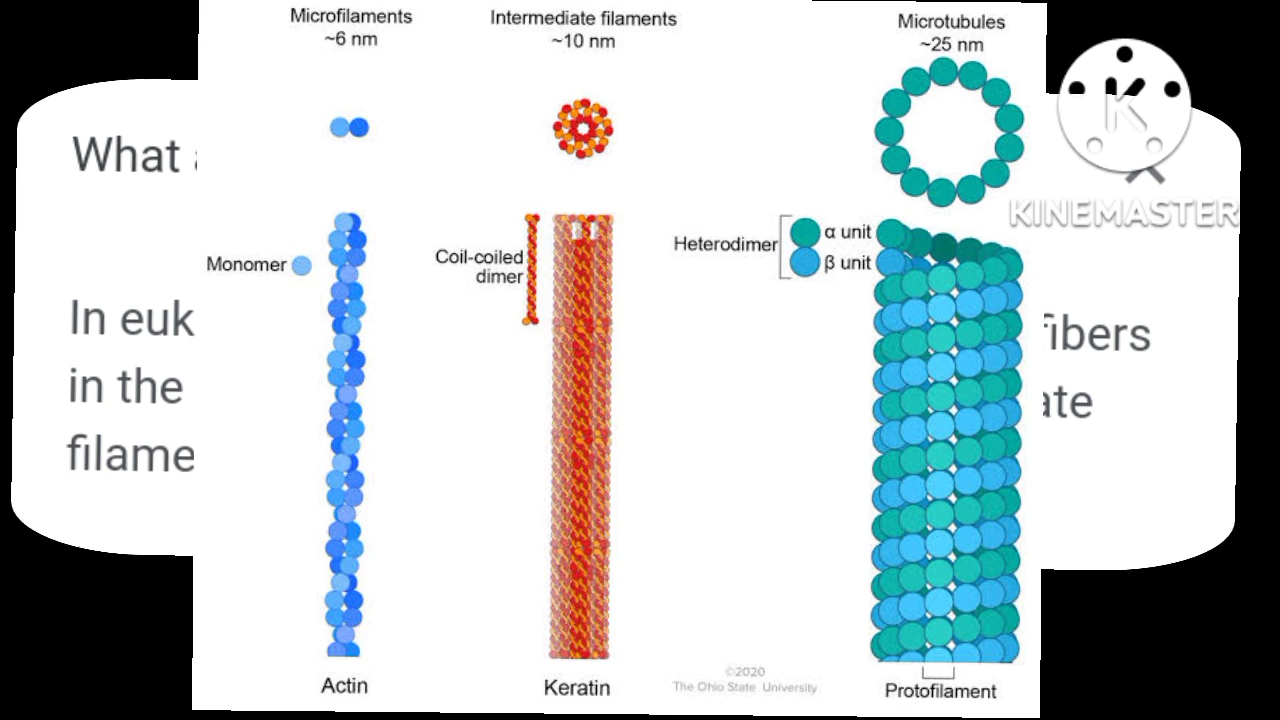 Microfilaments
~6 nm
Intermediate filaments
~10 nm
Microtubules
~25 nm
K
KINEMASTER
What
In euk
in the
filame
fibers
ate
Monomer
Coil-coiled
dimer
Heterodimer
α unit
β unit
Actin
Keratin
©2020
The Ohio State University
Protofilament